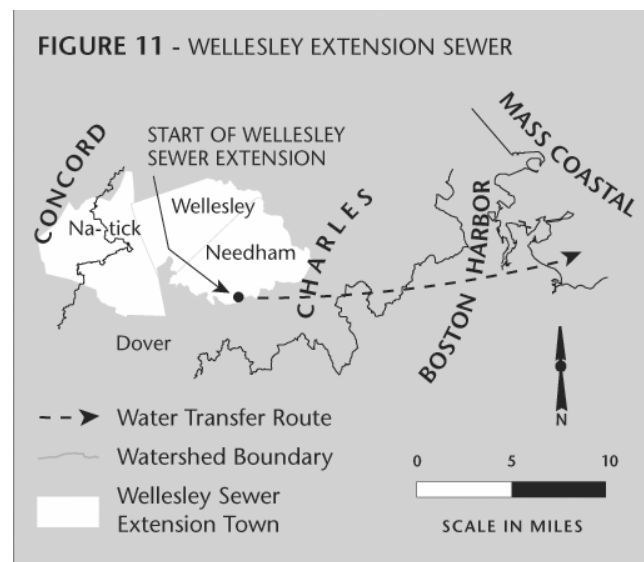 FIGURE 11 - WELLESLEY EXTENSION SEWER
MASS COASTAL
START OF WELLESLEY
SEWER EXTENSION
CONCORD
Wellesley
Na-tick
Needham
CHARLES
BOSTON HARBOR
Dover
Water Transfer Route
N
Watershed Boundary
0 5 10
Wellesley Sewer
Extension Town
SCALE IN MILES